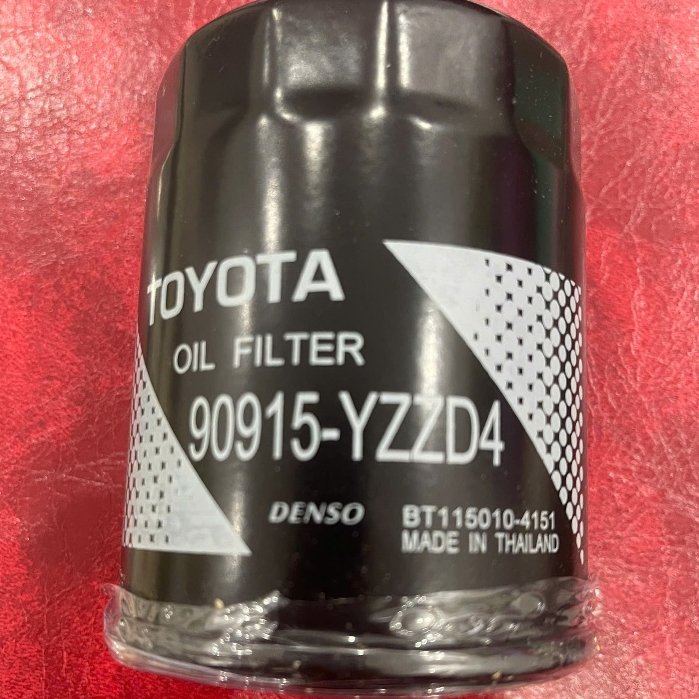 TOYOTA
OIL FILTER
90915-YZZD4
DENSO
BT115010-4151
MADE IN THAILAND